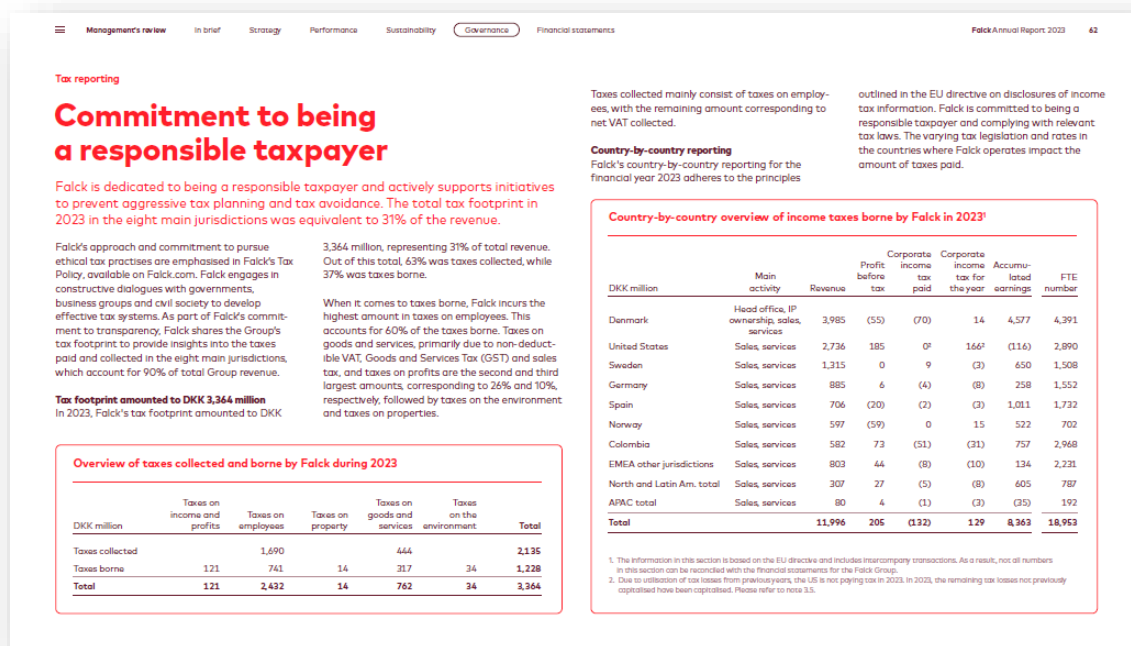 Management's review In brief Strategy Performance Sustainability Governance Financial statements Falck Annual Report 2023 62
Tax reporting
Commitment to being
a responsible taxpayer
Falck is dedicated to being a responsible taxpayer and actively supports initiatives
to prevent aggressive tax planning and tax avoidance. The total tax footprint in
2023 in the eight main jurisdictions was equivalent to 31% of the revenue.
Falck's approach and commitment to pursue
ethical tax practises are emphasised in Falck's Tax
Policy, available on Falck.com. Falck engages in
constructive dialogues with governments,
business groups and civil society to develop
effective tax systems. As part of Falck's commit-
ment to transparency, Falck shares the Group's
tax footprint to provide insights into the taxes
paid and collected in the eight main jurisdictions,
which account for 90% of total Group revenue.
Tax footprint amounted to DKK 3,364 million
In 2023, Falck's tax footprint amounted to DKK
3,364 million, representing 31% of total revenue.
Out of this total, 63% was taxes collected, while
37% was taxes borne.
When it comes to taxes borne, Falck incurs the
highest amount in taxes on employees. This
accounts for 60% of the taxes borne. Taxes on
goods and services, primarily due to non-deduct-
ible VAT, Goods and Services Tax (GST) and sales
tax, and taxes on profits are the second and third
largest amounts, corresponding to 26% and 10%,
respectively, followed by taxes on the environment
and taxes on properties.
Overview of taxes collected and borne by Falck during 2023
DKK million Taxes on income and profits Taxes on employees Taxes on property Taxes on goods and services Taxes on the environment Total
Taxes collected 1,690 444 2,135
Taxes borne 121 741 14 317 34 1,228
Total 121 2,432 14 762 34 3,364
Taxes collected mainly consist of taxes on employ-
ees, with the remaining amount corresponding to
net VAT collected.
Country-by-country reporting
Falck's country-by-country reporting for the
financial year 2023 adheres to the principles
outlined in the EU directive on disclosures of income
tax information. Falck is committed to being a
responsible taxpayer and complying with relevant
tax laws. The varying tax legislation and rates in
the countries where Falck operates impact the
amount of taxes paid.
Country-by-country overview of income taxes borne by Falck in 2023¹
DKK million Main activity Revenue Profit before tax Corporate income tax paid Corporate income tax for the year Accumu-lated earnings FTE number
Denmark Head office, IP ownership, sales, services 3,985 (55) (70) 14 4,577 4,391
United States Sales, services 2,736 185 0² 166² (116) 2,890
Sweden Sales, services 1,315 0 9 (3) 650 1,508
Germany Sales, services 885 6 (4) (8) 258 1,552
Spain Sales, services 706 (20) (2) (3) 1,011 1,732
Norway Sales, services 597 (59) 0 15 522 702
Colombia Sales, services 582 73 (51) (31) 757 2,968
EMEA other jurisdictions Sales, services 803 44 (8) (10) 134 2,231
North and Latin Am. total Sales, services 307 27 (5) (8) 605 787
APAC total Sales, services 80 4 (1) (3) (35) 192
Total 11,996 205 (132) 129 8,363 18,953
1. The information in this section is based on the EU directive and includes intercompany transactions. As a result, not all numbers
in this section can be reconciled with the financial statements for the Falck Group.
2. Due to utilisation of tax losses from previous years, the US is not paying tax in 2023. In 2023, the remaining tax losses not previously
capitalised have been capitalised. Please refer to note 3.5.